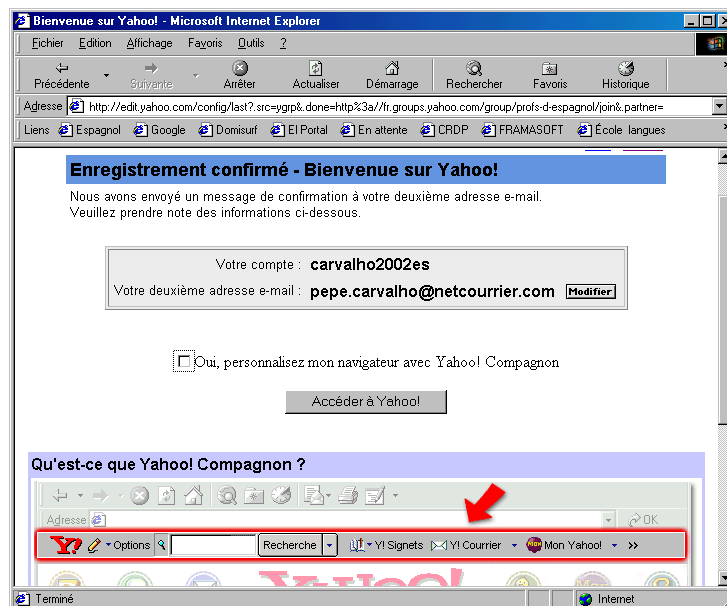 Bienvenue sur Yahoo! - Microsoft Internet Explorer
Fichier Edition Affichage Favoris Outils ?
Précédente Suivante Arrêter Actualiser Démarrage Rechercher Favoris Historique
Adresse http://edit.yahoo.com/config/last?.src=ygrp&.done=http%3a//fr.groups.yahoo.com/group/profs-d-espagnol/join&.partner=
Liens Espagnol Google Domisurf El Portal En attente CRDP FRAMASOFT École langues
Enregistrement confirmé - Bienvenue sur Yahoo!
Nous avons envoyé un message de confirmation à votre deuxième adresse e-mail.
Veuillez prendre note des informations ci-dessous.
Votre compte : carvalho2002es
Votre deuxième adresse e-mail : pepe.carvalho@netcourrier.com Modifier
Oui, personnalisez mon navigateur avec Yahoo! Compagnon
Accéder à Yahoo!
Qu'est-ce que Yahoo! Compagnon ?
Adresse OK
Y! Options Recherche Y! Signets Y! Courrier Mon Yahoo! >>
YAHOO!
Terminé Internet